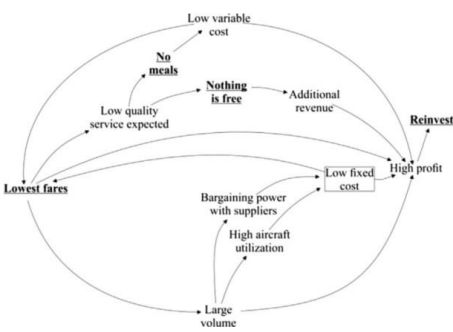 Low variable
cost
No
meals
Nothing
is free
Additional
revenue
Low quality
service expected
Reinvest
High profit
Low fixed
cost
Lowest fares
Bargaining power
with suppliers
High aircraft
utilization
Large
volume